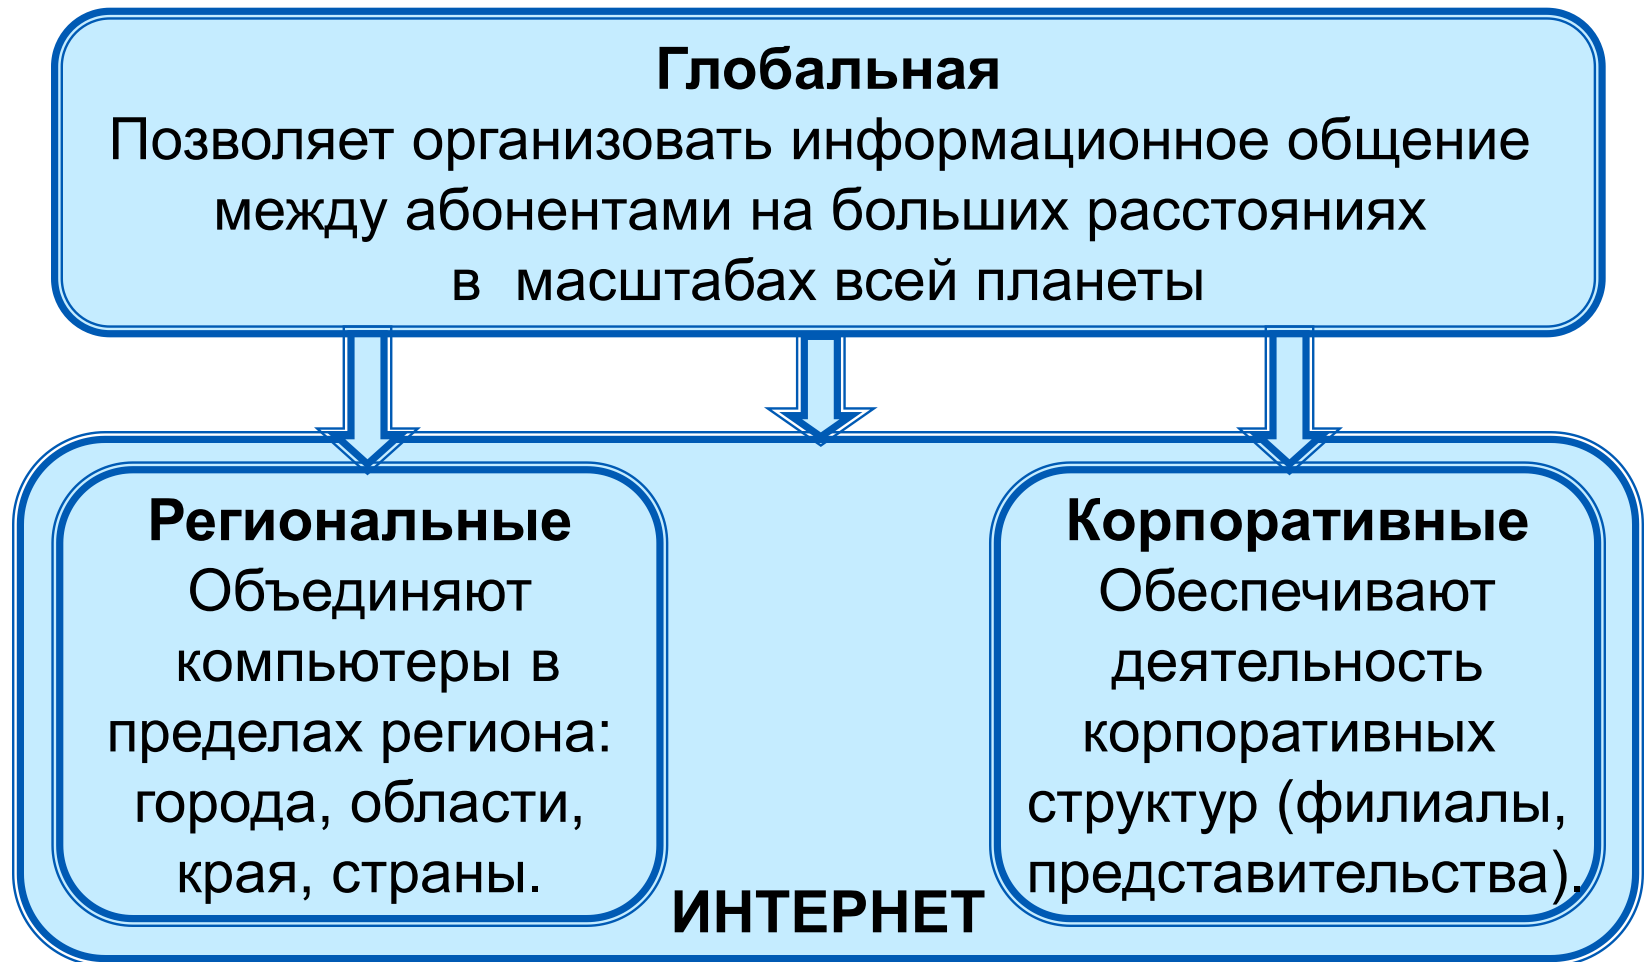 Глобальная
Позволяет организовать информационное общение
между абонентами на больших расстояниях
в масштабах всей планеты
Региональные
Объединяют
компьютеры в
пределах региона:
города, области,
края, страны.
Корпоративные
Обеспечивают
деятельность
корпоративных
структур (филиалы,
представительства).
ИНТЕРНЕТ